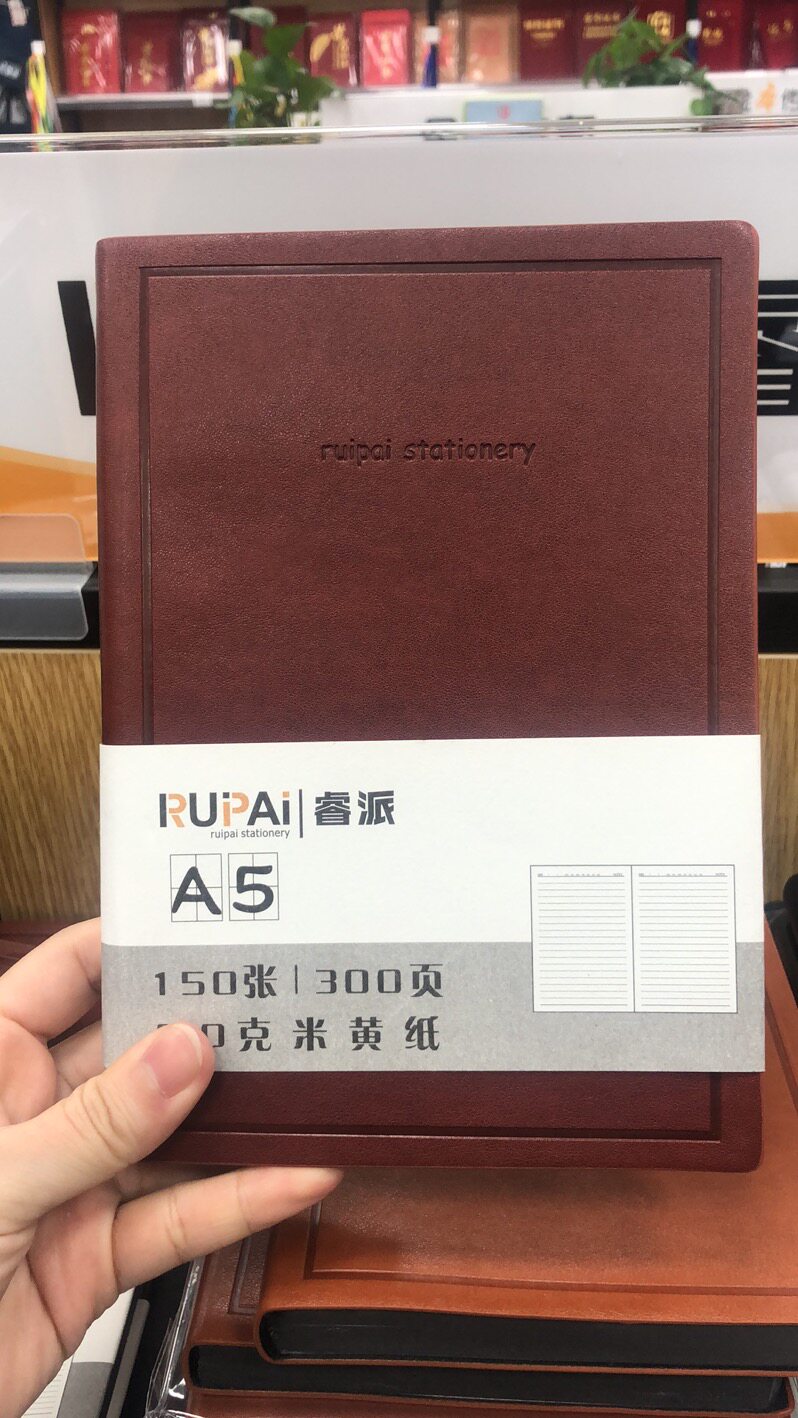 ruipai stationery
RUiPAi|睿派
ruipai stationery
A5
150张|300页
0克米黄纸